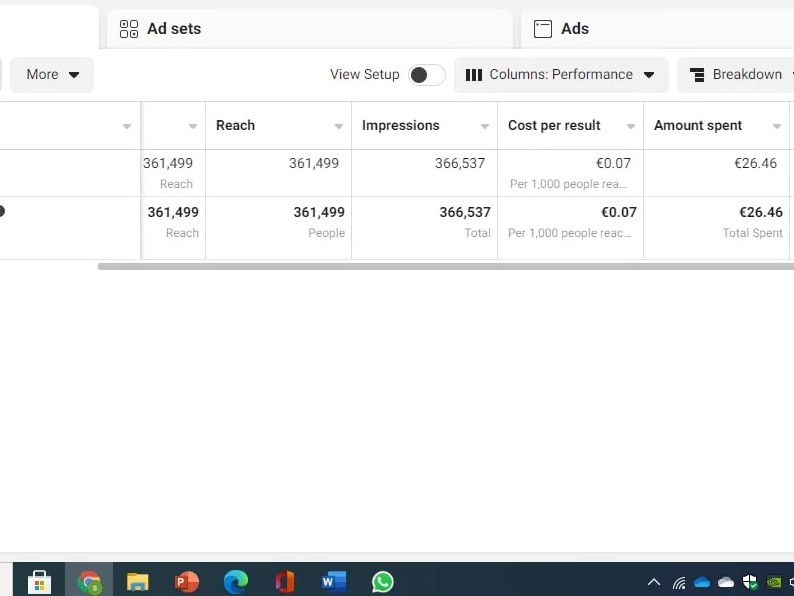 Ad sets
Ads
More
View Setup
Columns: Performance
Breakdown
Reach
Impressions
Cost per result
Amount spent
361,499
361,499
366,537
€0.07
€26.46
Reach
Per 1,000 people rea...
361,499
361,499
366,537
€0.07
€26.46
Reach
People
Total
Per 1,000 people reac...
Total Spent
P
W